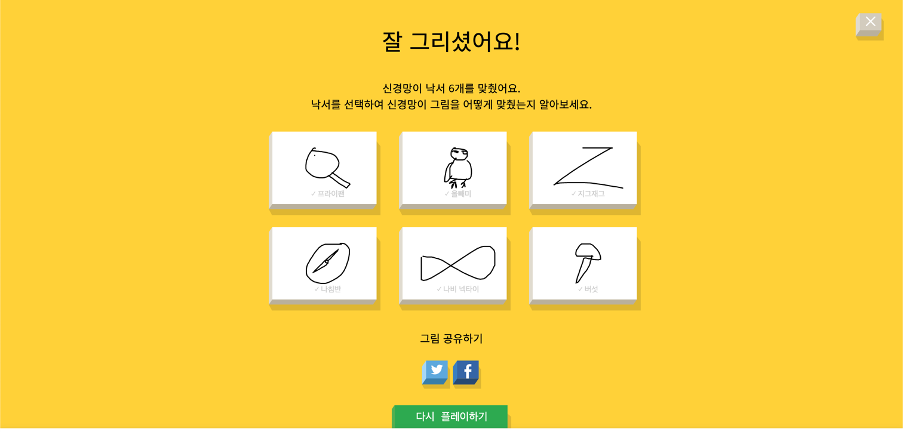 잘 그리셨어요!
신경망이 낙서 6개를 맞췄어요.
낙서를 선택하여 신경망이 그림을 어떻게 맞췄는지 알아보세요.
✓ 프라이팬
✓ 올빼미
✓ 지그재그
✓ 나침반
✓ 나비 넥타이
✓ 버섯
그림 공유하기
다시 플레이하기